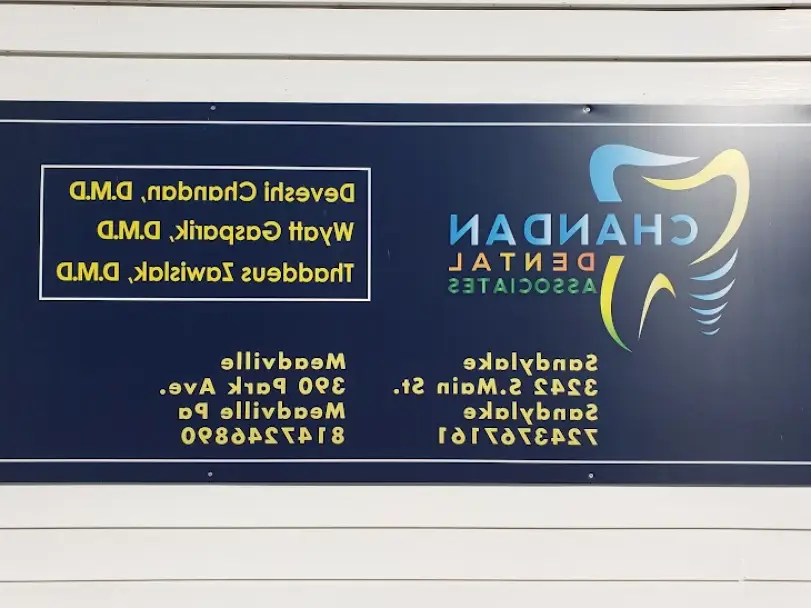 CHANDAN
DENTAL
ASSOCIATES
Deveshi Chandan, D.M.D
Wyatt Gasparik, D.M.D
Thaddeus Zawislak, D.M.D
Sandylake
3242 S.Main St.
Sandylake
7243767161
Meadville
390 Park Ave.
Meadville Pa
8147246890